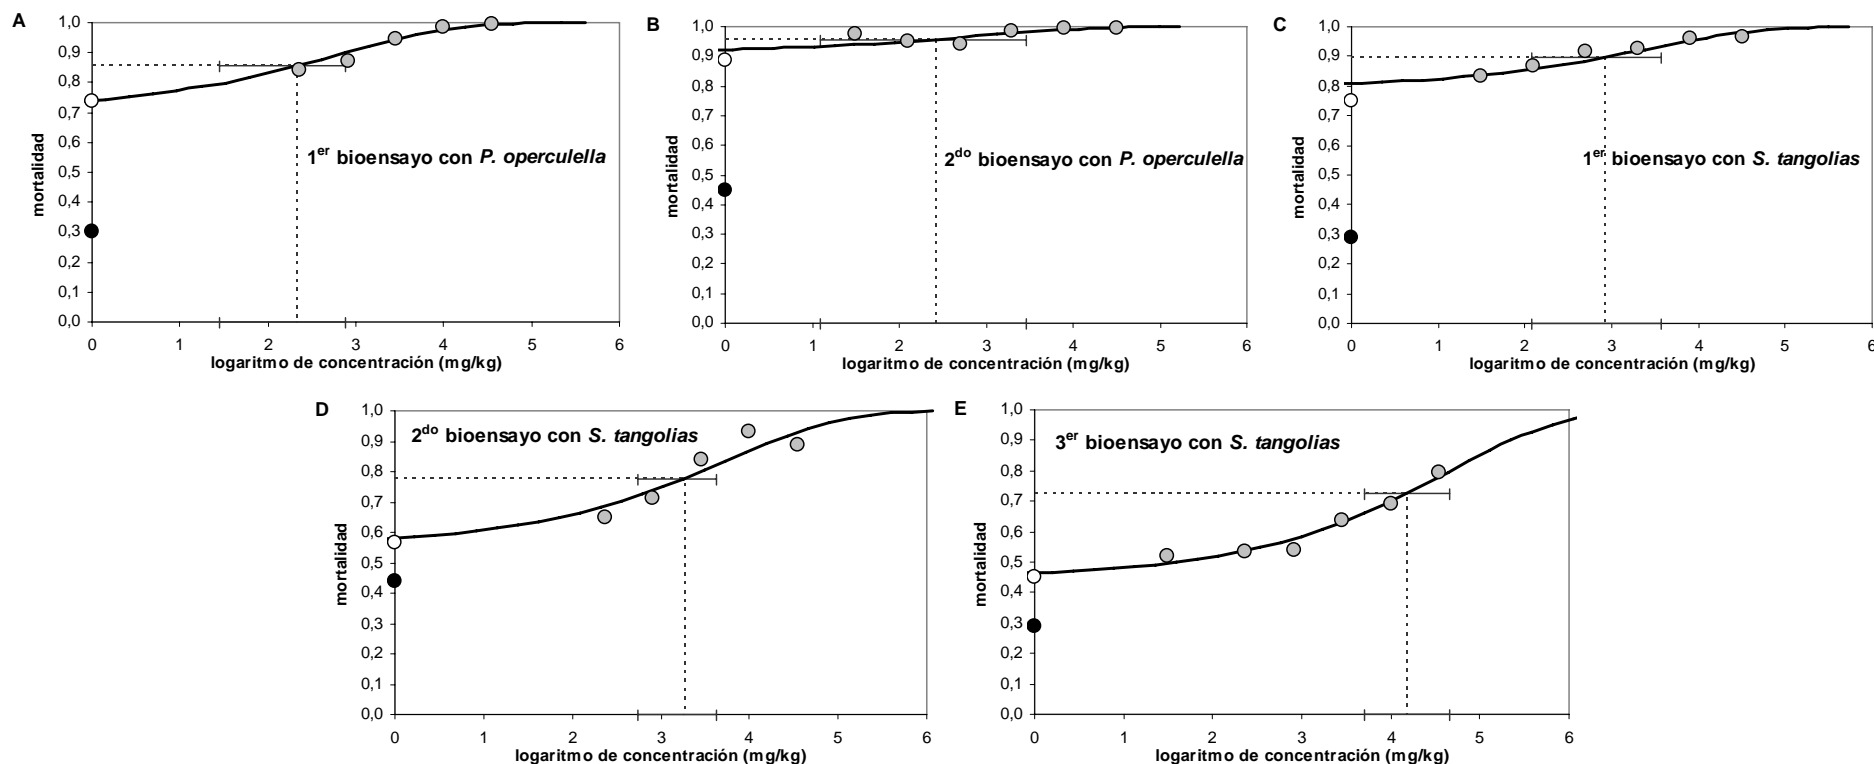 A
1,0
0,9
0,8
0,7
0,6
0,5
0,4
0,3
0,2
0,1
0,0
mortalidad
1er bioensayo con P. operculella
0 1 2 3 4 5 6
logaritmo de concentración (mg/kg)
B
1,0
0,9
0,8
0,7
0,6
0,5
0,4
0,3
0,2
0,1
0,0
mortalidad
2do bioensayo con P. operculella
0 1 2 3 4 5 6
logaritmo de concentración (mg/kg)
C
1,0
0,9
0,8
0,7
0,6
0,5
0,4
0,3
0,2
0,1
0,0
mortalidad
1er bioensayo con S. tangolias
0 1 2 3 4 5 6
logaritmo de concentración (mg/kg)
D
1,0
0,9
0,8
0,7
0,6
0,5
0,4
0,3
0,2
0,1
0,0
mortalidad
2do bioensayo con S. tangolias
0 1 2 3 4 5 6
logaritmo de concentración (mg/kg)
E
1,0
0,9
0,8
0,7
0,6
0,5
0,4
0,3
0,2
0,1
0,0
mortalidad
3er bioensayo con S. tangolias
0 1 2 3 4 5 6
logaritmo de concentración (mg/kg)